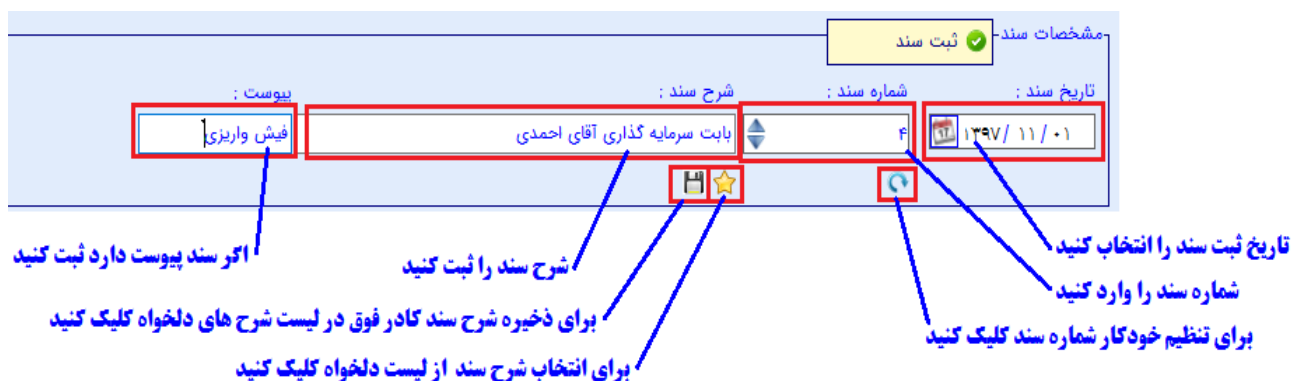 مشخصات سند
ثبت سند
تاریخ سند :
شماره سند :
شرح سند :
پیوست :
۱۳۹۷/ ۱۱ / ۰۱
۴
بابت سرمایه گذاری آقای احمدی
فیش واریزی
17
تاریخ ثبت سند را انتخاب کنید
اگر سند پیوست دارد ثبت کنید
شرح سند را ثبت کنید
شماره سند را وارد کنید
برای ذخیره شرح سند کادر فوق در لیست شرح های دلخواه کلیک کنید
برای تنظیم خودکار شماره سند کلیک کنید
برای انتخاب شرح سند از لیست دلخواه کلیک کنید